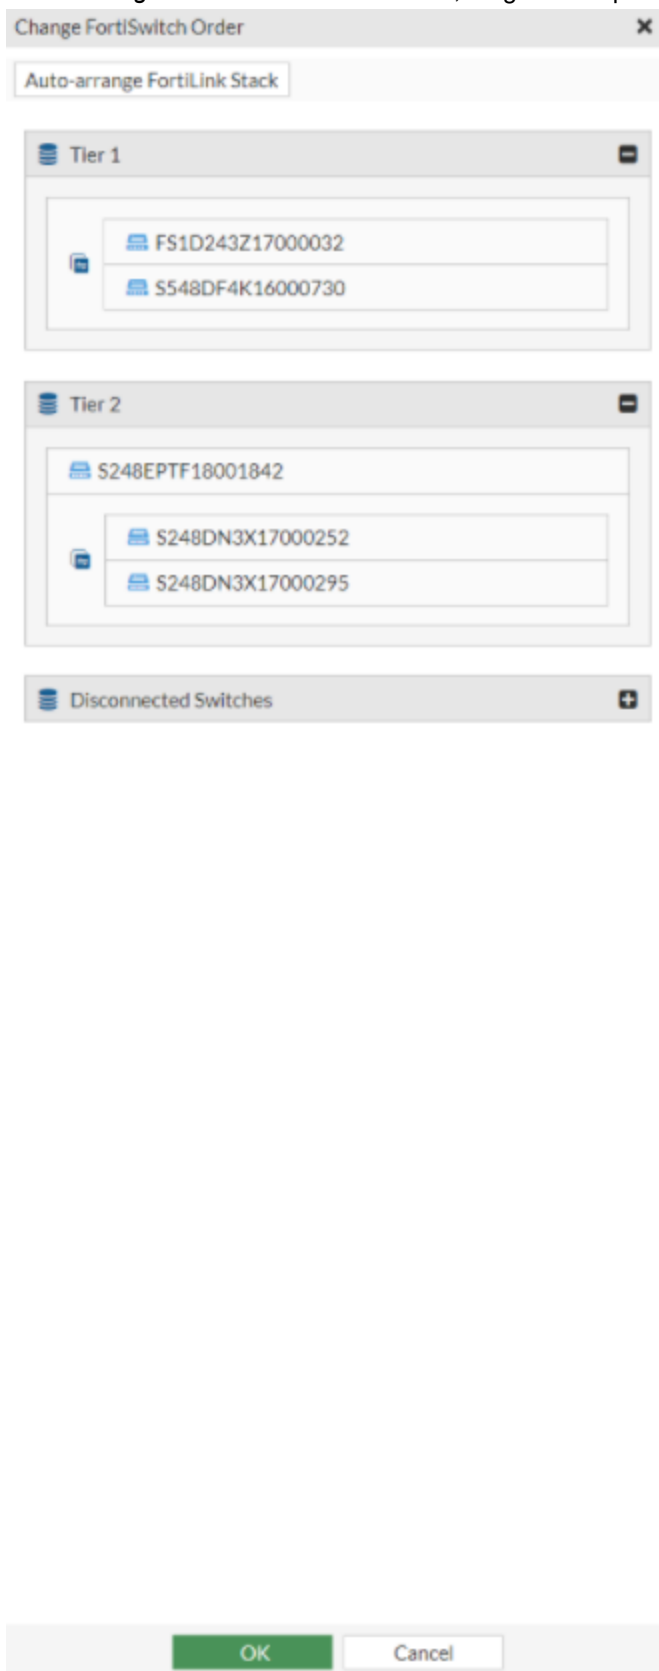 Change FortiSwitch Order
Auto-arrange FortiLink Stack
Tier 1
FS1D243Z17000032
S548DF4K16000730
Tier 2
S248EPTF18001842
S248DN3X17000252
S248DN3X17000295
Disconnected Switches
OK Cancel